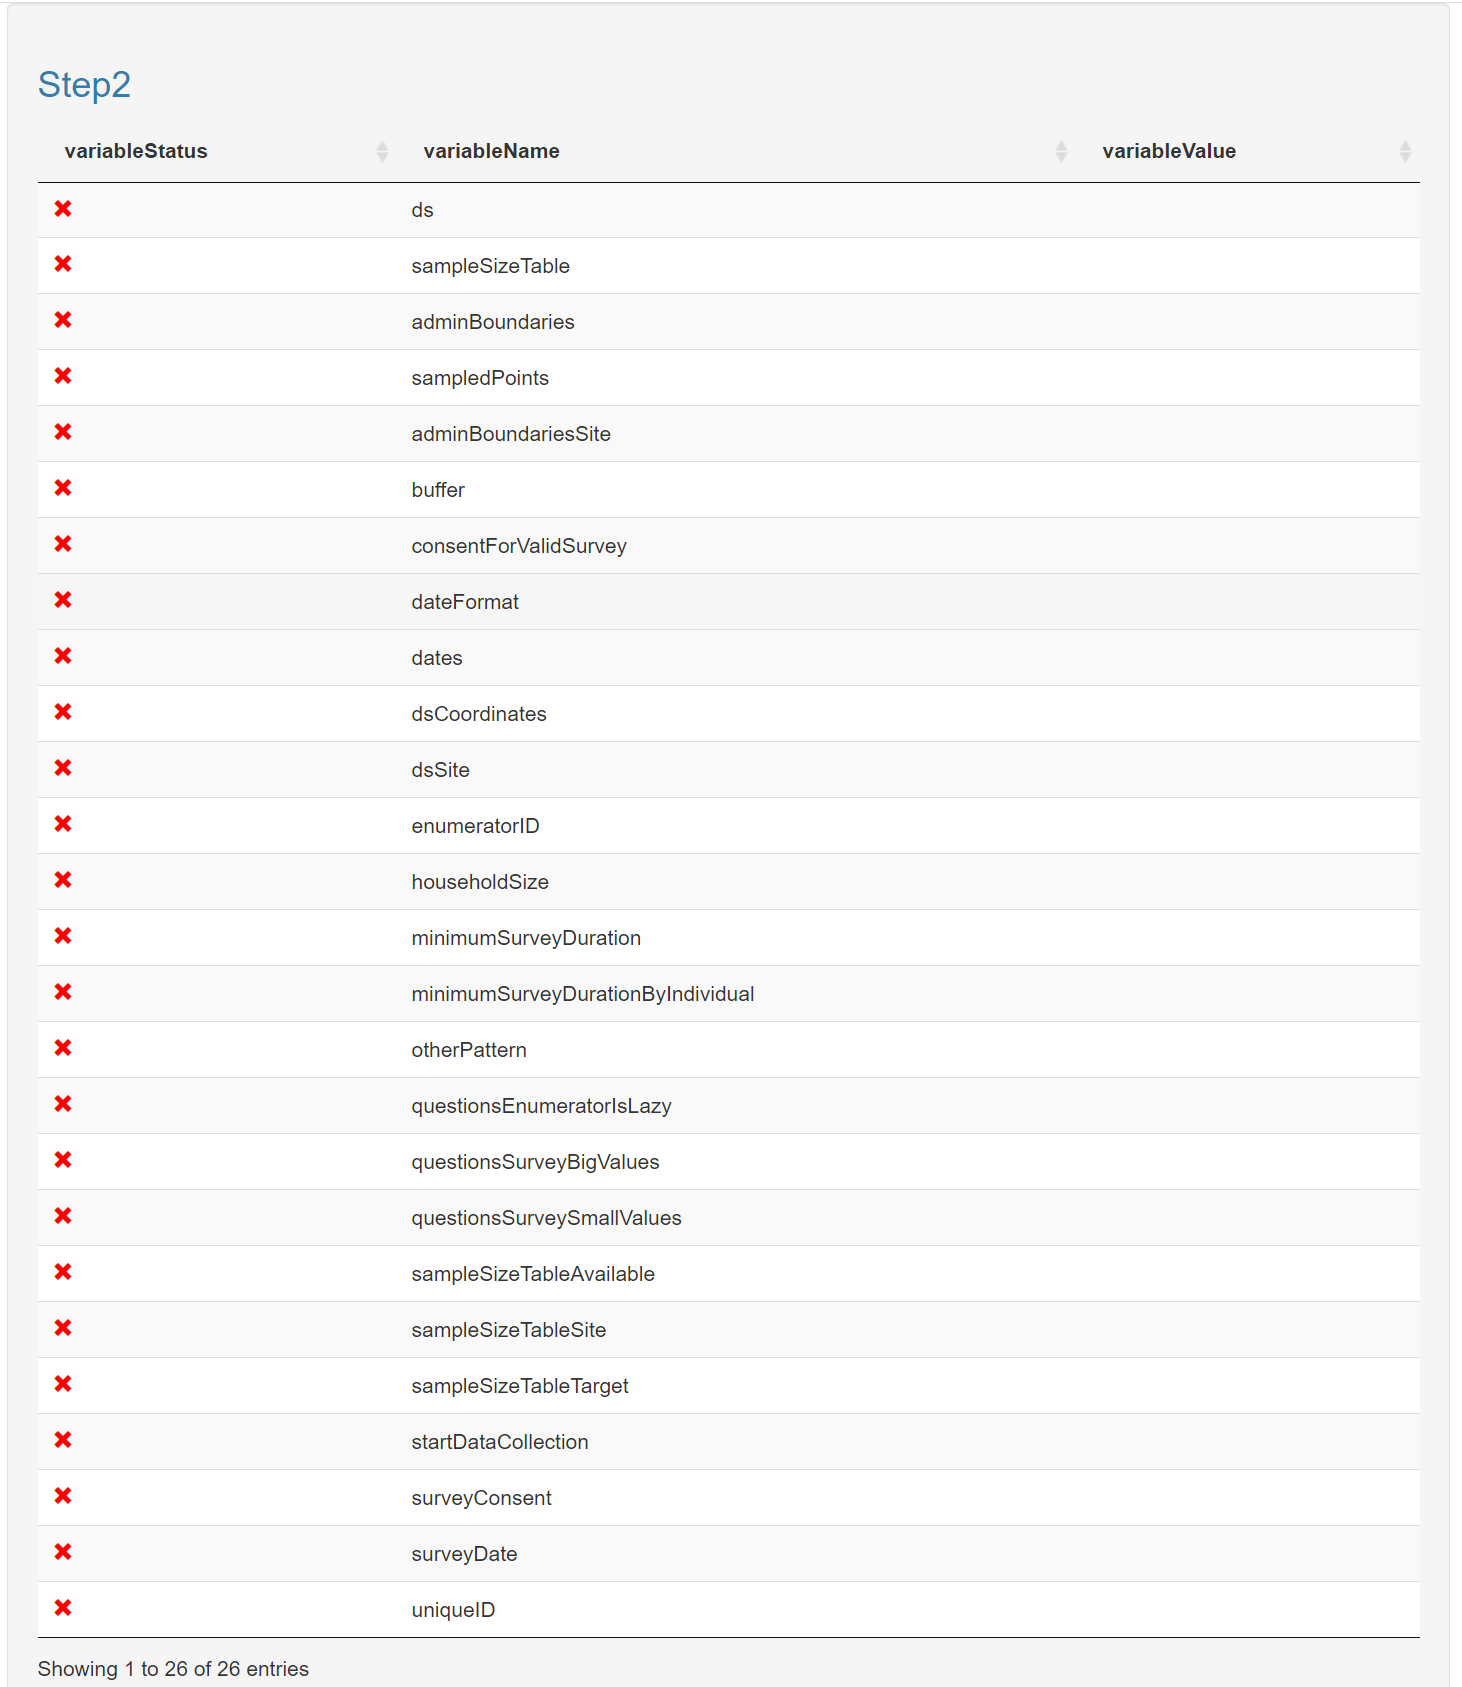 Step2
variableStatus variableName variableValue
ds
sampleSizeTable
adminBoundaries
sampledPoints
adminBoundariesSite
buffer
consentForValidSurvey
dateFormat
dates
dsCoordinates
dsSite
enumeratorID
householdSize
minimumSurveyDuration
minimumSurveyDurationByIndividual
otherPattern
questionsEnumeratorIsLazy
questionsSurveyBigValues
questionsSurveySmallValues
sampleSizeTableAvailable
sampleSizeTableSite
sampleSizeTableTarget
startDataCollection
surveyConsent
surveyDate
uniqueID
Showing 1 to 26 of 26 entries